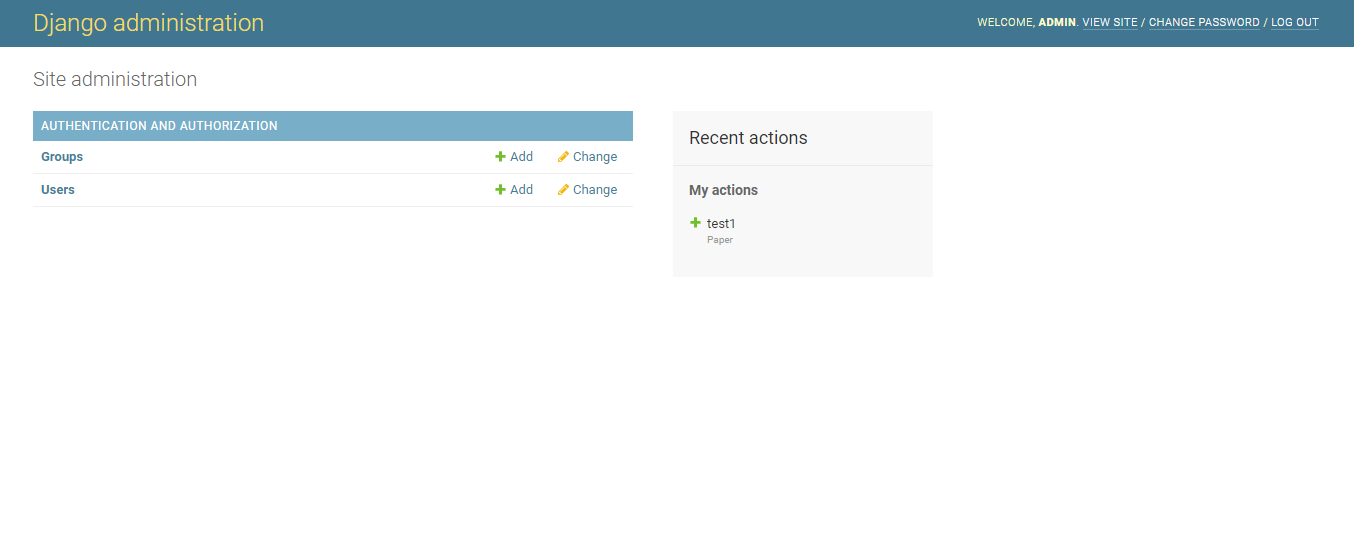 Django administration
WELCOME, ADMIN. VIEW SITE / CHANGE PASSWORD / LOG OUT
Site administration
AUTHENTICATION AND AUTHORIZATION
Groups Add Change
Users Add Change
Recent actions
My actions
test1
Paper